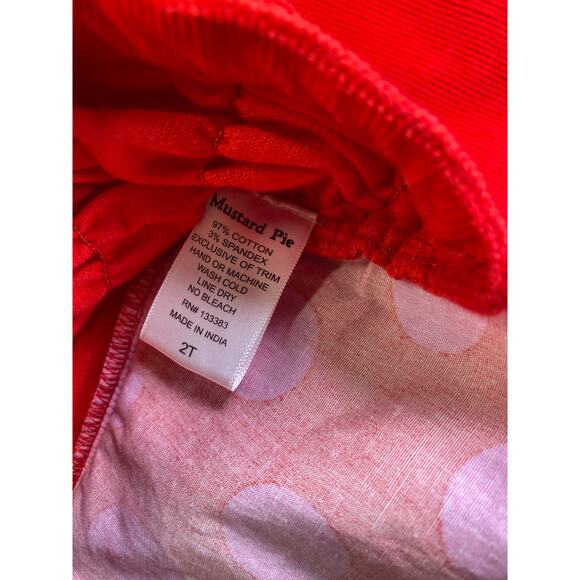 Mustard Pie
97% COTTON
3% SPANDEX
EXCLUSIVE OF TRIM
HAND OR MACHINE
WASH COLD
LINE DRY
NO BLEACH
RN# 133383
MADE IN INDIA
2T